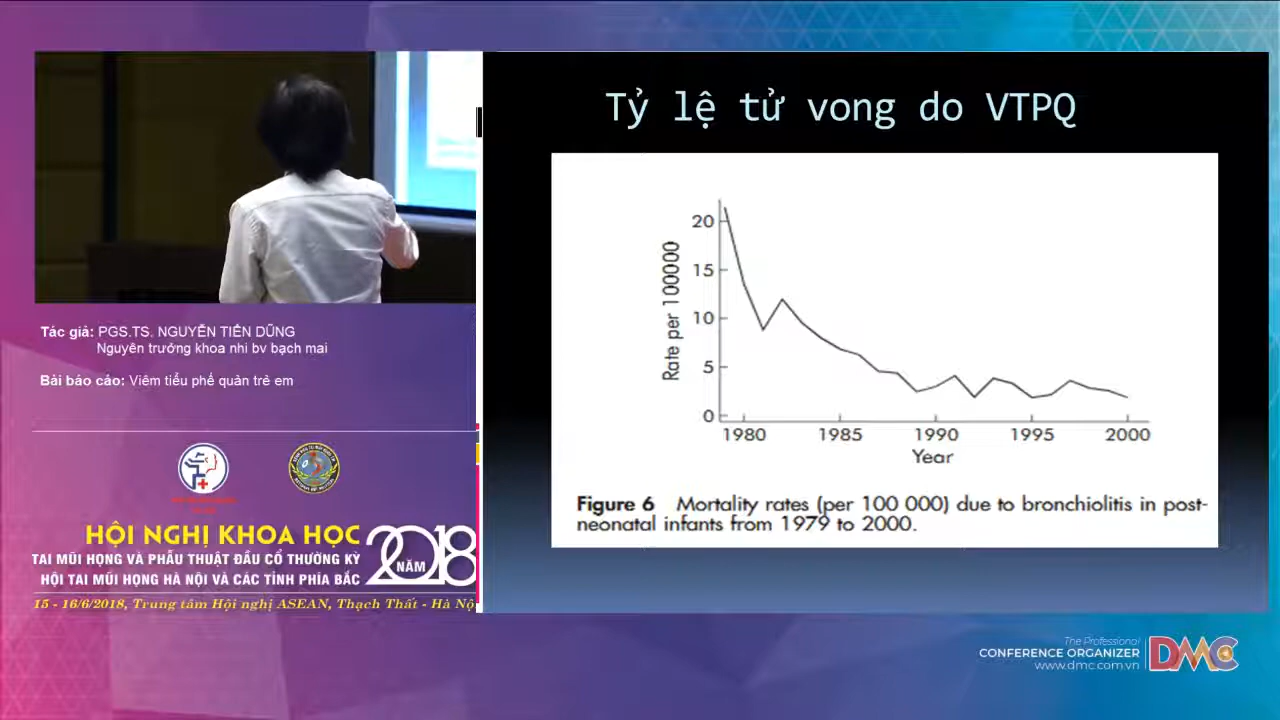 Tỷ lệ tử vong do VTPQ
Rate per 100000
20
15
10
5
0
1980
1985
1990
1995
2000
Year
Figure 6 Mortality rates (per 100 000) due to bronchiolitis in post-
neonatal infants from 1979 to 2000.
Tác giả: PGS.TS. NGUYỄN TIẾN DŨNG
Nguyên trưởng khoa nhi bv bạch mai
Bài báo cáo: Viêm tiểu phế quản trẻ em
HỘI NGHỊ KHOA HỌC
TAI MŨI HỌNG VÀ PHẪU THUẬT ĐẦU CỔ THƯỜNG KỲ
HỘI TAI MŨI HỌNG HÀ NỘI VÀ CÁC TỈNH PHÍA BẮC
NĂM 2018
15 - 16/6/2018, Trung tâm Hội nghị ASEAN, Thạch Thất - Hà Nộ
The Professional
CONFERENCE ORGANIZER
www.dmc.com.vn
DMC